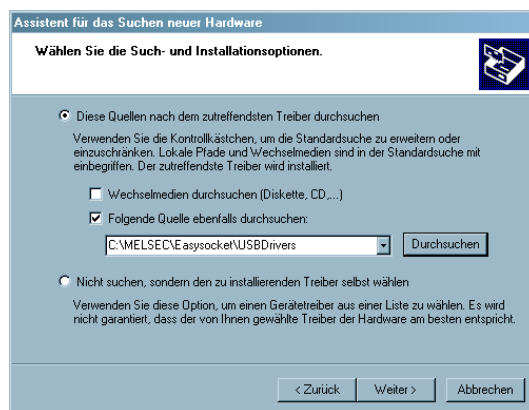 Assistent für das Suchen neuer Hardware
Wählen Sie die Such- und Installationsoptionen.
Diese Quellen nach dem zutreffendsten Treiber durchsuchen
Verwenden Sie die Kontrollkästchen, um die Standardsuche zu erweitern oder
einzuschränken. Lokale Pfade und Wechselmedien sind in der Standardsuche mit
einbegriffen. Der zutreffendste Treiber wird installiert.
Wechselmedien durchsuchen (Diskette, CD,...)
Folgende Quelle ebenfalls durchsuchen:
C:\MELSEC\Easysocket\USBDrivers
Durchsuchen
Nicht suchen, sondern den zu installierenden Treiber selbst wählen
Verwenden Sie diese Option, um einen Gerätetreiber aus einer Liste zu wählen. Es wird
nicht garantiert, dass der von Ihnen gewählte Treiber der Hardware am besten entspricht.
< Zurück
Weiter >
Abbrechen